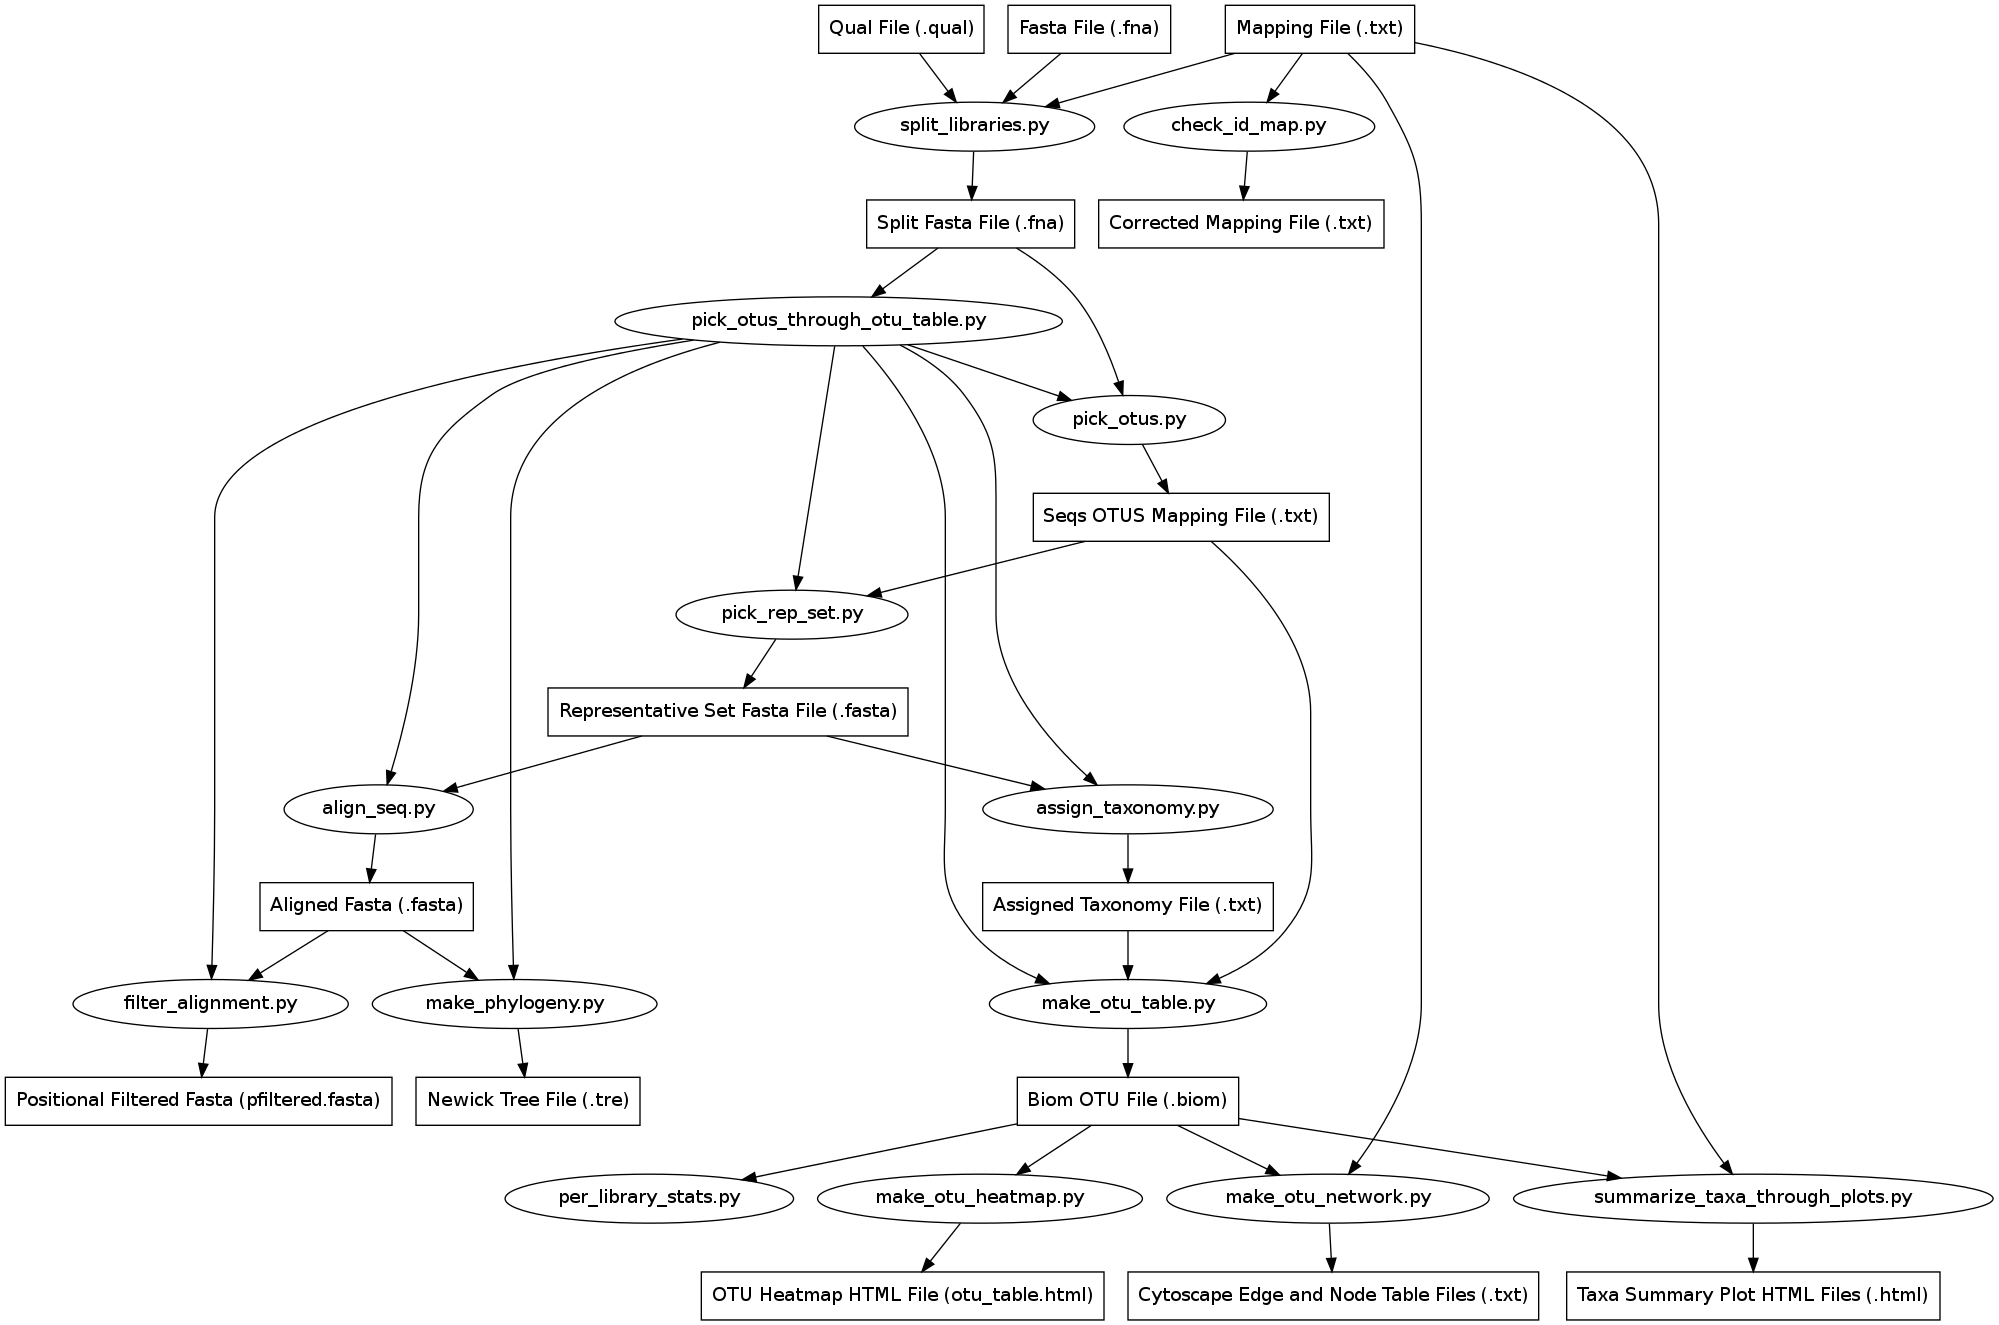 Qual File (.qual)
Fasta File (.fna)
Mapping File (.txt)
split_libraries.py
check_id_map.py
Split Fasta File (.fna)
Corrected Mapping File (.txt)
pick_otus_through_otu_table.py
pick_otus.py
Seqs OTUS Mapping File (.txt)
pick_rep_set.py
Representative Set Fasta File (.fasta)
align_seq.py
assign_taxonomy.py
Aligned Fasta (.fasta)
Assigned Taxonomy File (.txt)
filter_alignment.py
make_phylogeny.py
make_otu_table.py
Positional Filtered Fasta (pfiltered.fasta)
Newick Tree File (.tre)
Biom OTU File (.biom)
per_library_stats.py
make_otu_heatmap.py
make_otu_network.py
summarize_taxa_through_plots.py
OTU Heatmap HTML File (otu_table.html)
Cytoscape Edge and Node Table Files (.txt)
Taxa Summary Plot HTML Files (.html)